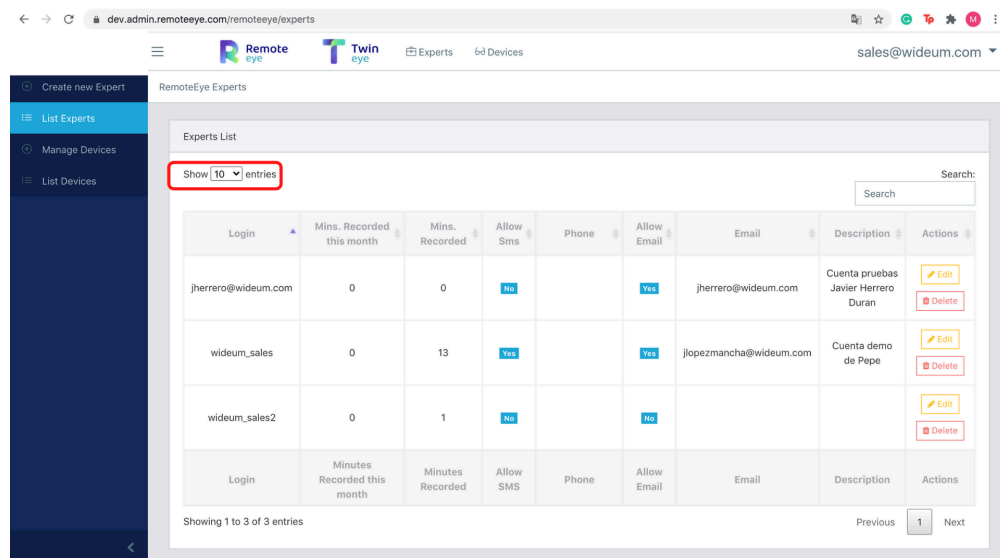 dev.admin.remoteeye.com/remoteeye/experts
Remote
eye
Twin
eye
Experts
Devices
sales@wideum.com
Create new Expert
RemoteEye Experts
List Experts
Manage Devices
List Devices
Experts List
Show 10 entries
Search:
Search
Login
Mins. Recorded
this month
Mins.
Recorded
Allow
Sms
Phone
Allow
Email
Email
Description
Actions
jherrero@wideum.com
0
0
No
Yes
jherrero@wideum.com
Cuenta pruebas
Javier Herrero
Duran
Edit
Delete
wideum_sales
0
13
Yes
Yes
jlopezmancha@wideum.com
Cuenta demo
de Pepe
Edit
Delete
wideum_sales2
0
1
No
No
Edit
Delete
Login
Minutes
Recorded this
month
Minutes
Recorded
Allow
SMS
Phone
Allow
Email
Email
Description
Actions
Showing 1 to 3 of 3 entries
Previous
1
Next